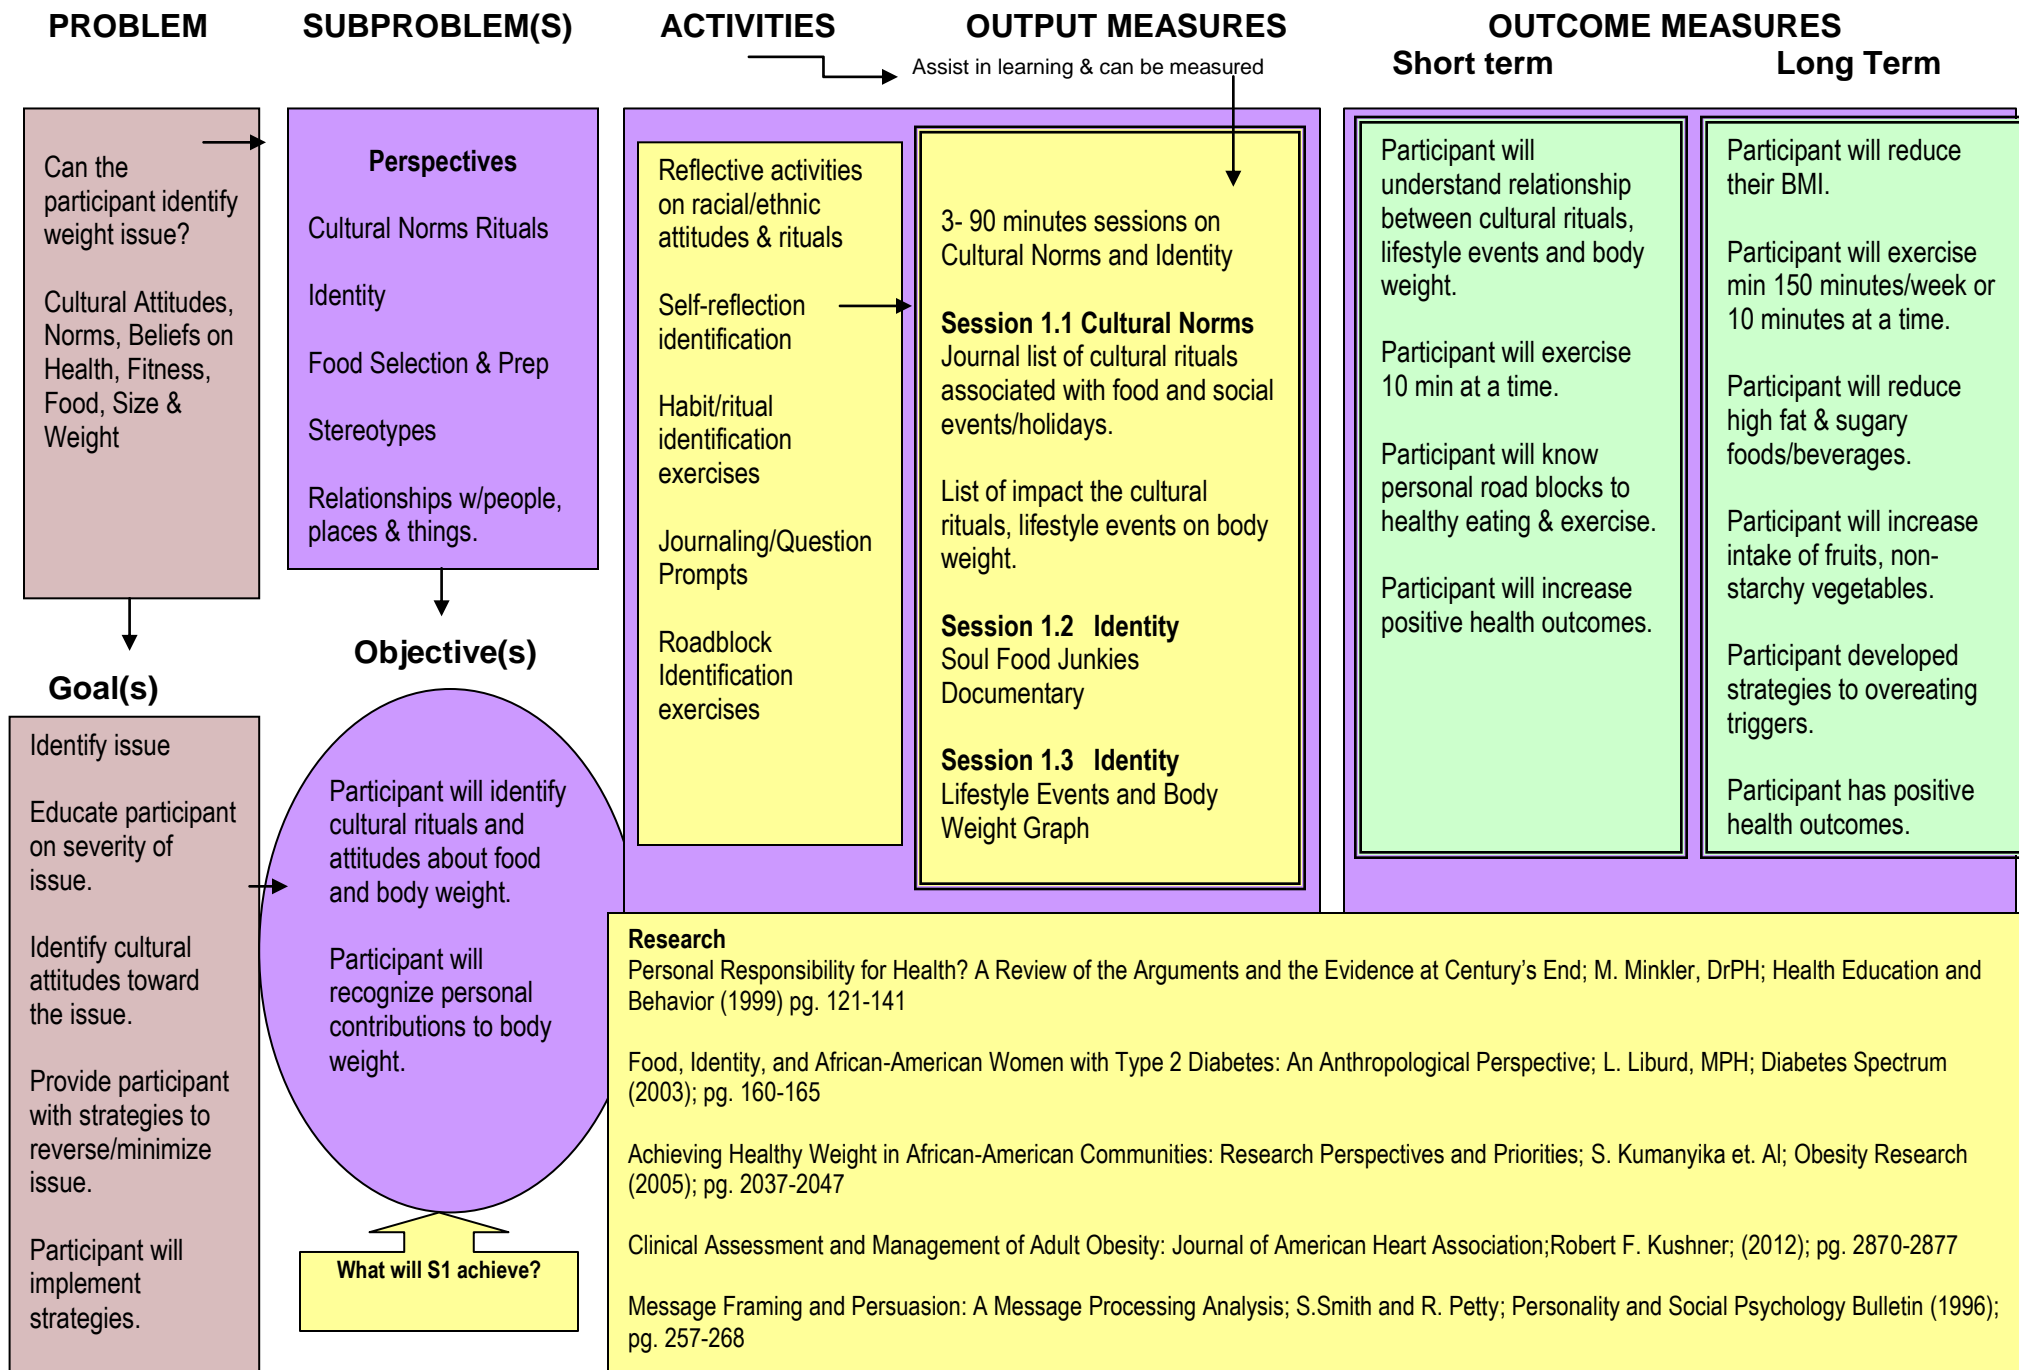 PROBLEM
SUBPROBLEM(S)
ACTIVITIES
OUTPUT MEASURES
OUTCOME MEASURES
Assist in learning & can be measured
Short term
Long Term
Can the
participant identify
weight issue?
Cultural Attitudes,
Norms, Beliefs on
Health, Fitness,
Food, Size &
Weight
Goal(s)
Identify issue
Educate participant
on severity of
issue.
Identify cultural
attitudes toward
the issue.
Provide participant
with strategies to
reverse/minimize
issue.
Participant will
implement
strategies.
Perspectives
Cultural Norms Rituals
Identity
Food Selection & Prep
Stereotypes
Relationships w/people,
places & things.
Objective(s)
Participant will identify
cultural rituals and
attitudes about food
and body weight.
Participant will
recognize personal
contributions to body
weight.
What will S1 achieve?
Reflective activities
on racial/ethnic
attitudes & rituals
Self-reflection
identification
Habit/ritual
identification
exercises
Journaling/Question
Prompts
Roadblock
Identification
exercises
3- 90 minutes sessions on
Cultural Norms and Identity
Session 1.1 Cultural Norms
Journal list of cultural rituals
associated with food and social
events/holidays.
List of impact the cultural
rituals, lifestyle events on body
weight.
Session 1.2 Identity
Soul Food Junkies
Documentary
Session 1.3 Identity
Lifestyle Events and Body
Weight Graph
Participant will
understand relationship
between cultural rituals,
lifestyle events and body
weight.
Participant will exercise
10 min at a time.
Participant will know
personal road blocks to
healthy eating & exercise.
Participant will increase
positive health outcomes.
Participant will reduce
their BMI.
Participant will exercise
min 150 minutes/week or
10 minutes at a time.
Participant will reduce
high fat & sugary
foods/beverages.
Participant will increase
intake of fruits, non-
starchy vegetables.
Participant developed
strategies to overeating
triggers.
Participant has positive
health outcomes.
Research
Personal Responsibility for Health? A Review of the Arguments and the Evidence at Century’s End; M. Minkler, DrPH; Health Education and
Behavior (1999) pg. 121-141
Food, Identity, and African-American Women with Type 2 Diabetes: An Anthropological Perspective; L. Liburd, MPH; Diabetes Spectrum
(2003); pg. 160-165
Achieving Healthy Weight in African-American Communities: Research Perspectives and Priorities; S. Kumanyika et. Al; Obesity Research
(2005); pg. 2037-2047
Clinical Assessment and Management of Adult Obesity: Journal of American Heart Association;Robert F. Kushner; (2012); pg. 2870-2877
Message Framing and Persuasion: A Message Processing Analysis; S.Smith and R. Petty; Personality and Social Psychology Bulletin (1996);
pg. 257-268